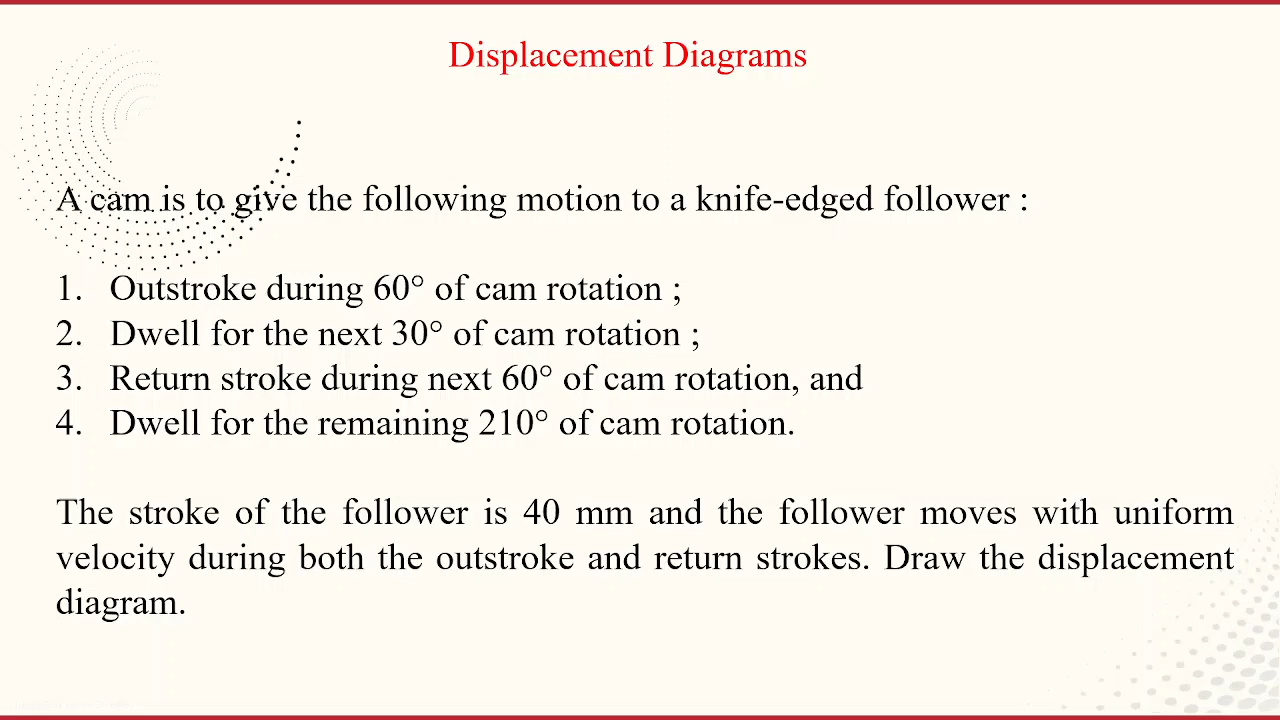 Displacement Diagrams
A cam is to give the following motion to a knife-edged follower :
1. Outstroke during 60° of cam rotation ;
2. Dwell for the next 30° of cam rotation ;
3. Return stroke during next 60° of cam rotation, and
4. Dwell for the remaining 210° of cam rotation.
The stroke of the follower is 40 mm and the follower moves with uniform
velocity during both the outstroke and return strokes. Draw the displacement
diagram.